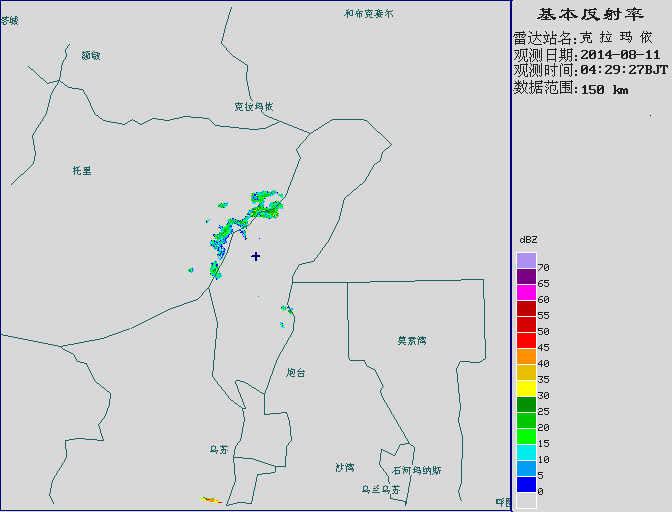 基本反射率
雷达站名: 克 拉 玛 依
观测日期: 2014-08-11
观测时间: 04:29:27BJT
数据范围: 150 km
和布克赛尔
额敏
克拉玛依
托里
莫索湾
炮台
乌苏
沙湾
石河玛纳斯
乌兰乌苏
dBZ
70
65
60
55
50
45
40
35
30
25
20
15
10
5
0